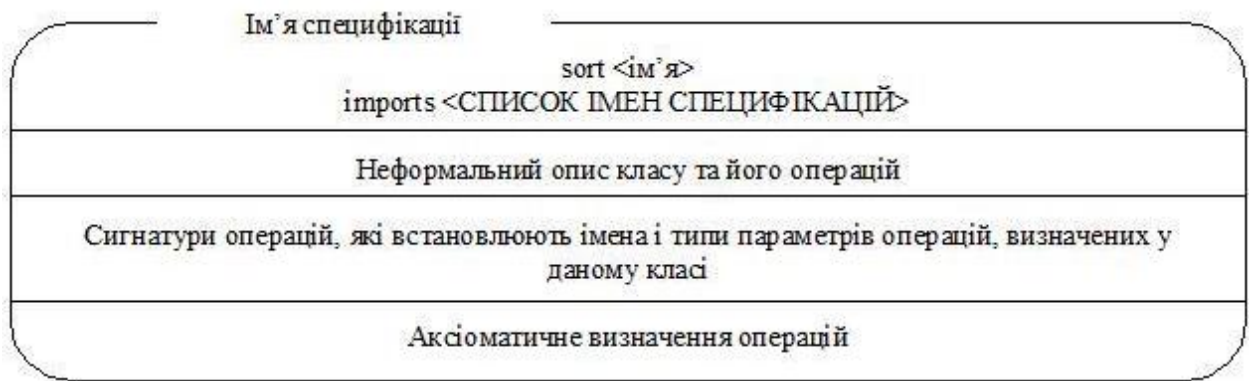 Ім’я специфікації
sort <ім’я>
imports <СПИСОК ІМЕН СПЕЦИФІКАЦІЙ>
Неформальний опис класу та його операцій
Сигнатури операцій, які встановлюють імена і типи параметрів операцій, визначених у
даному класі
Аксіоматичне визначення операцій